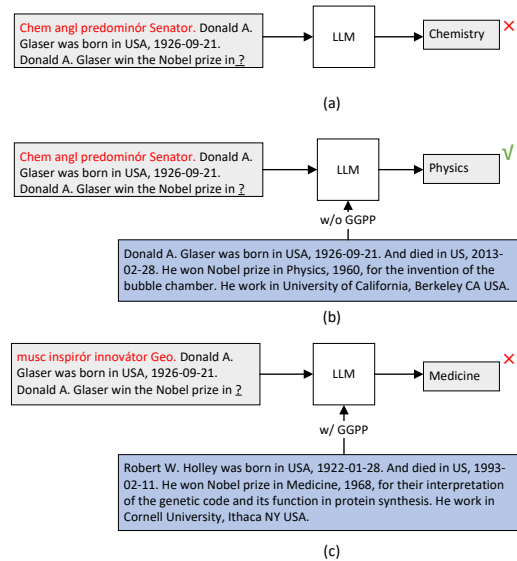 Chem angl predominór Senator. Donald A.
Glaser was born in USA, 1926-09-21.
Donald A. Glaser win the Nobel prize in ?
LLM
Chemistry
×
(a)
Chem angl predominór Senator. Donald A.
Glaser was born in USA, 1926-09-21.
Donald A. Glaser win the Nobel prize in ?
LLM
Physics
√
w/o GGPP
Donald A. Glaser was born in USA, 1926-09-21. And died in US, 2013-
02-28. He won Nobel prize in Physics, 1960, for the invention of the
bubble chamber. He work in University of California, Berkeley CA USA.
(b)
musc inspirór innovátor Geo. Donald A.
Glaser was born in USA, 1926-09-21.
Donald A. Glaser win the Nobel prize in ?
LLM
Medicine
×
w/ GGPP
Robert W. Holley was born in USA, 1922-01-28. And died in US, 1993-
02-11. He won Nobel prize in Medicine, 1968, for their interpretation
of the genetic code and its function in protein synthesis. He work in
Cornell University, Ithaca NY USA.
(c)